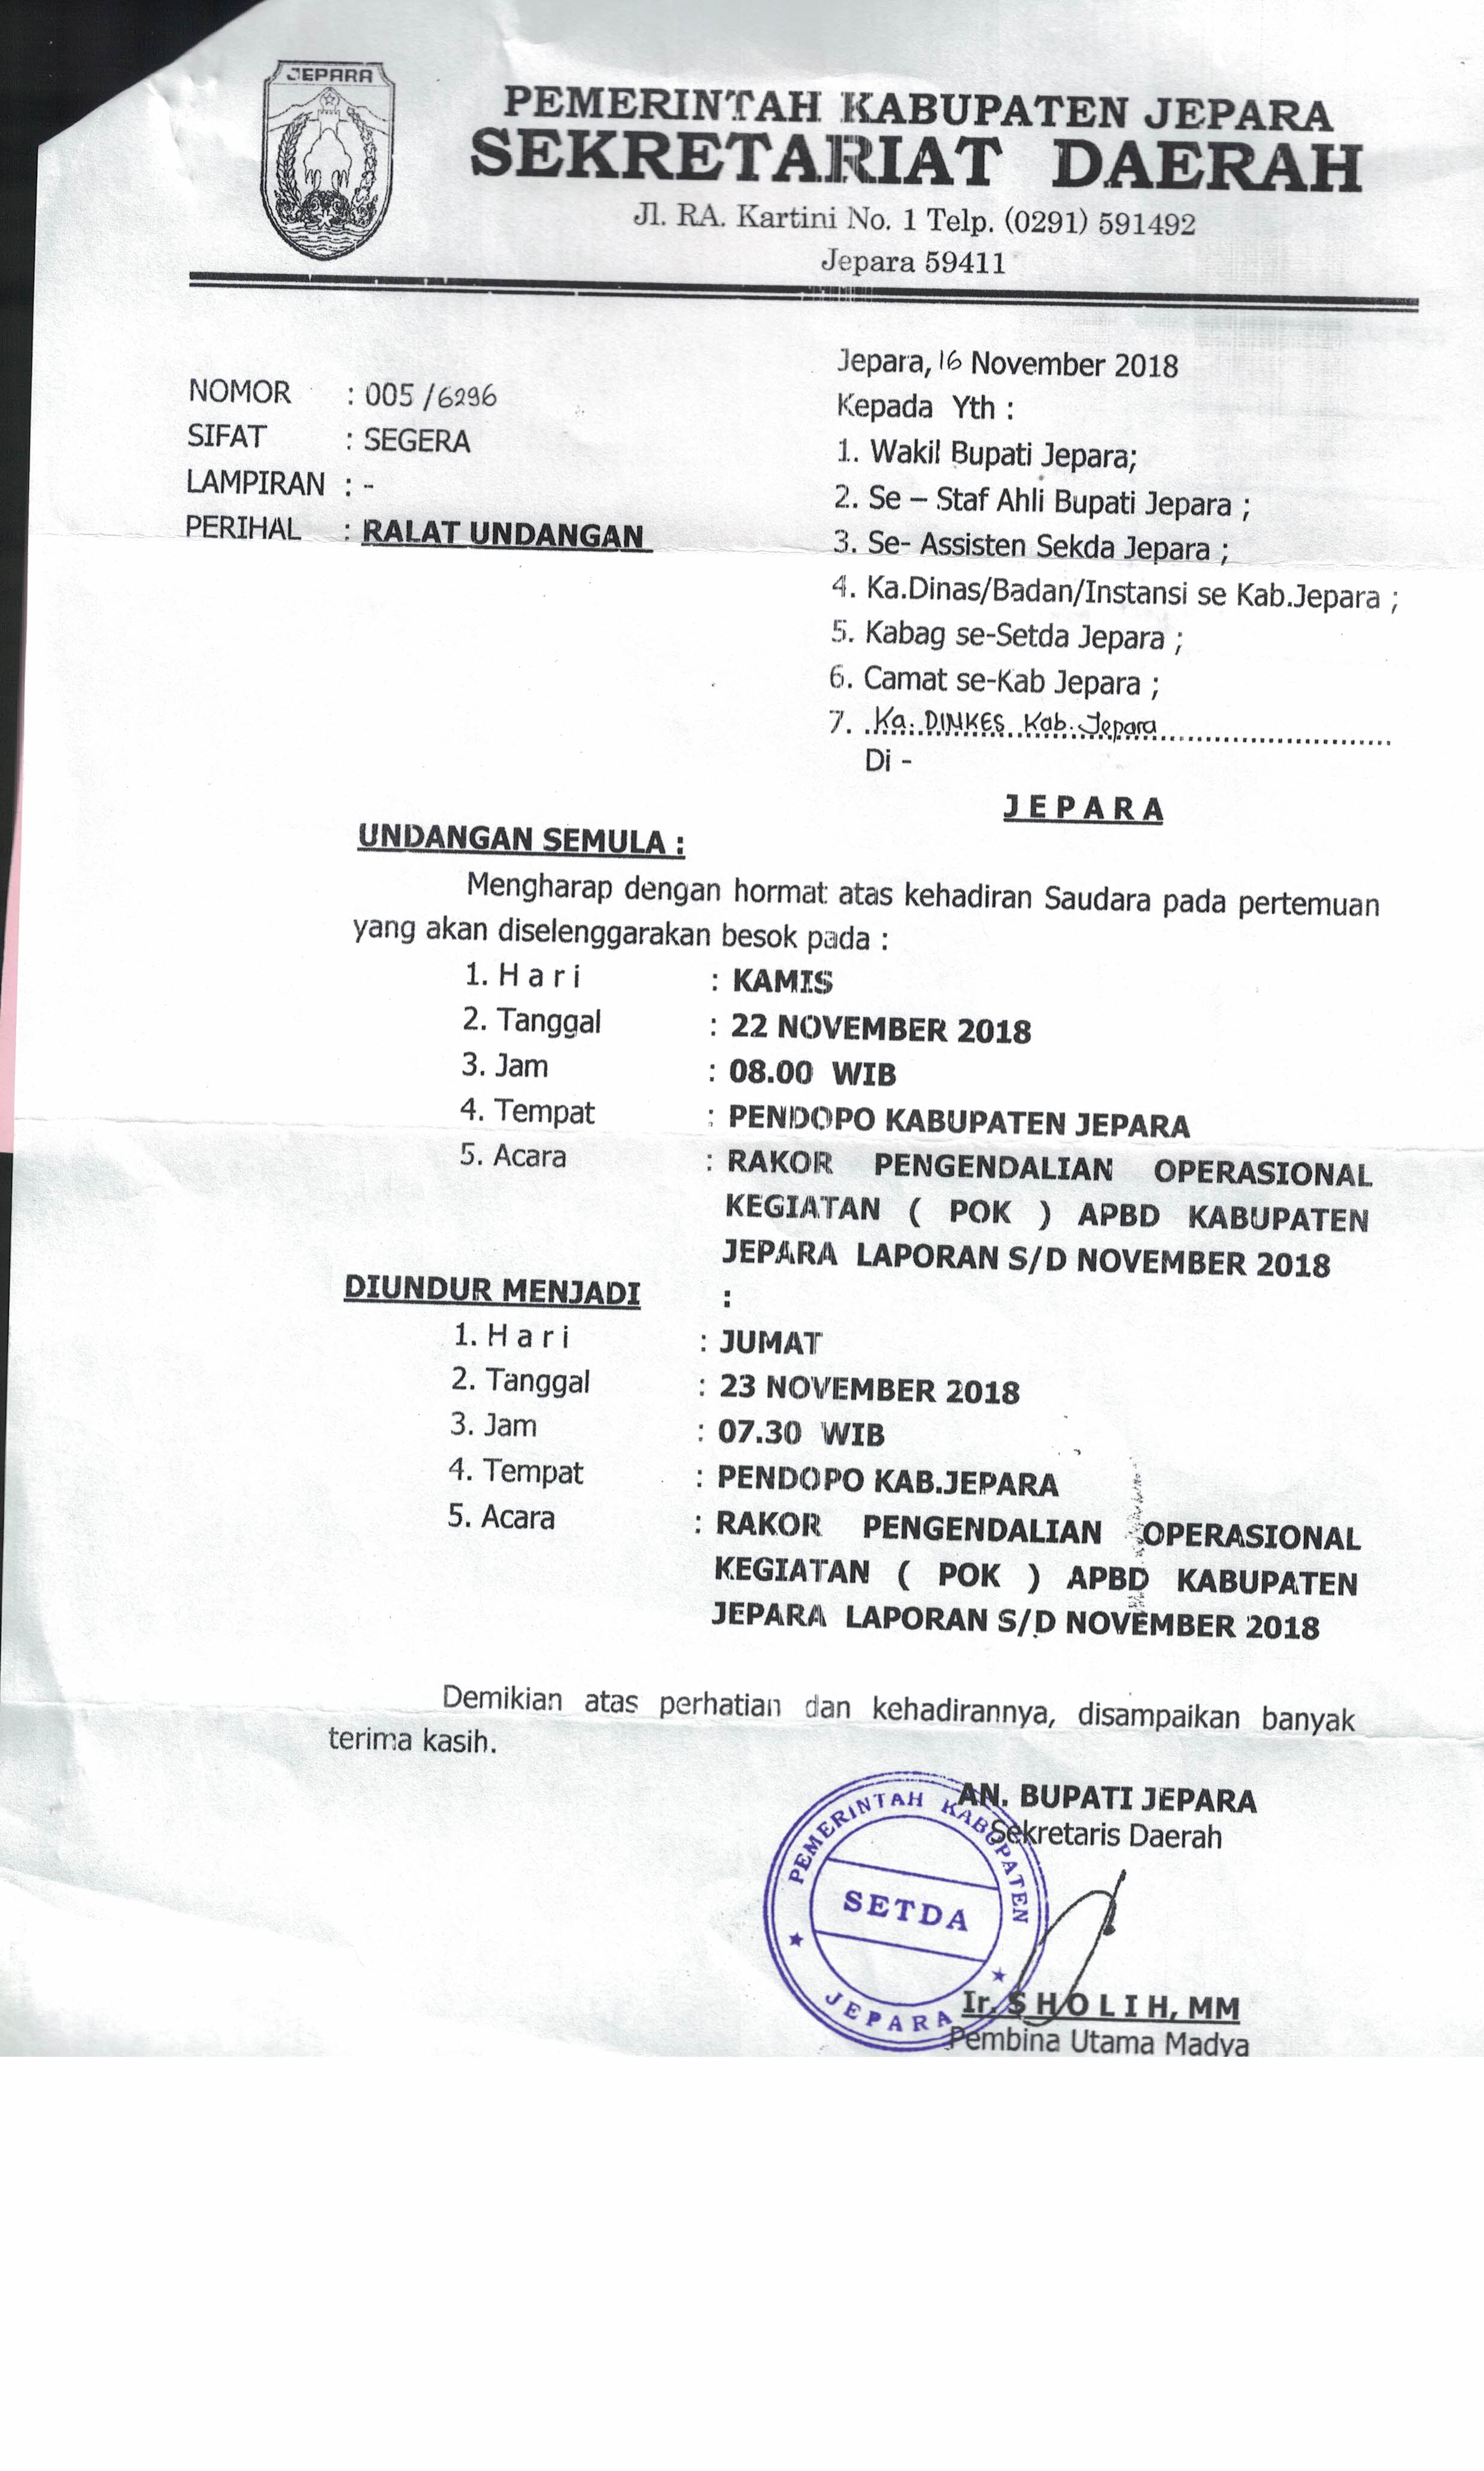 JEPARA
PEMERINTAH KABUPATEN JEPARA
SEKRETARIAT DAERAH
Jl. RA. Kartini No. 1 Telp. (0291) 591492
Jepara 59411
Jepara, 16 November 2018
NOMOR : 005 /6296
SIFAT : SEGERA
LAMPIRAN : -
PERIHAL : RALAT UNDANGAN
Kepada Yth :
1. Wakil Bupati Jepara;
2. Se – Staf Ahli Bupati Jepara ;
3. Se- Assisten Sekda Jepara ;
4. Ka.Dinas/Badan/Instansi se Kab.Jepara ;
5. Kabag se-Setda Jepara ;
6. Camat se-Kab Jepara ;
7. Ka. DINKES Kab. Jepara
Di -
J E P A R A
UNDANGAN SEMULA :
Mengharap dengan hormat atas kehadiran Saudara pada pertemuan
yang akan diselenggarakan besok pada :
1. H a r i : KAMIS
2. Tanggal : 22 NOVEMBER 2018
3. Jam : 08.00 WIB
4. Tempat : PENDOPO KABUPATEN JEPARA
5. Acara : RAKOR PENGENDALIAN OPERASIONAL
KEGIATAN ( POK ) APBD KABUPATEN
JEPARA LAPORAN S/D NOVEMBER 2018
DIUNDUR MENJADI :
1. H a r i : JUMAT
2. Tanggal : 23 NOVEMBER 2018
3. Jam : 07.30 WIB
4. Tempat : PENDOPO KAB.JEPARA
5. Acara : RAKOR PENGENDALIAN OPERASIONAL
KEGIATAN ( POK ) APBD KABUPATEN
JEPARA LAPORAN S/D NOVEMBER 2018
Demikian atas perhatian dan kehadirannya, disampaikan banyak
terima kasih.
AN. BUPATI JEPARA
Sekretaris Daerah
PEMERINTAH KABUPATEN
SETDA
JEPARA
Ir. S H O L I H, MM
Pembina Utama Madya